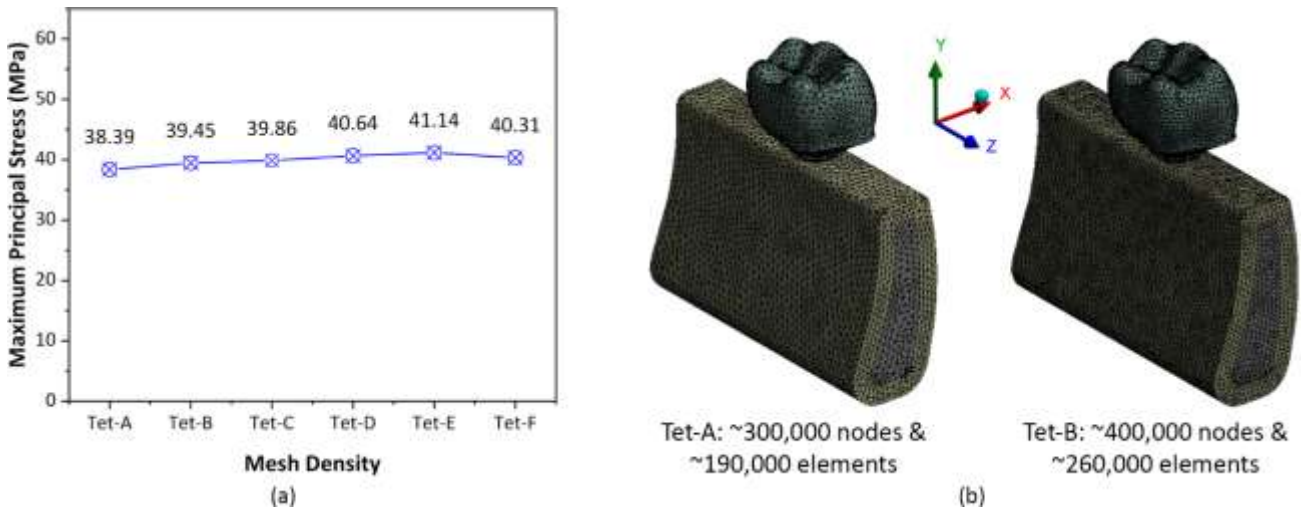 60
50
40
30
20
10
0
Maximum Principal Stress (MPa)
38.39
39.45
39.86
40.64
41.14
40.31
Tet-A
Tet-B
Tet-C
Tet-D
Tet-E
Tet-F
Mesh Density
(a)
Y
X
Z
Tet-A: ~300,000 nodes &
~190,000 elements
Tet-B: ~400,000 nodes &
~260,000 elements
(b)